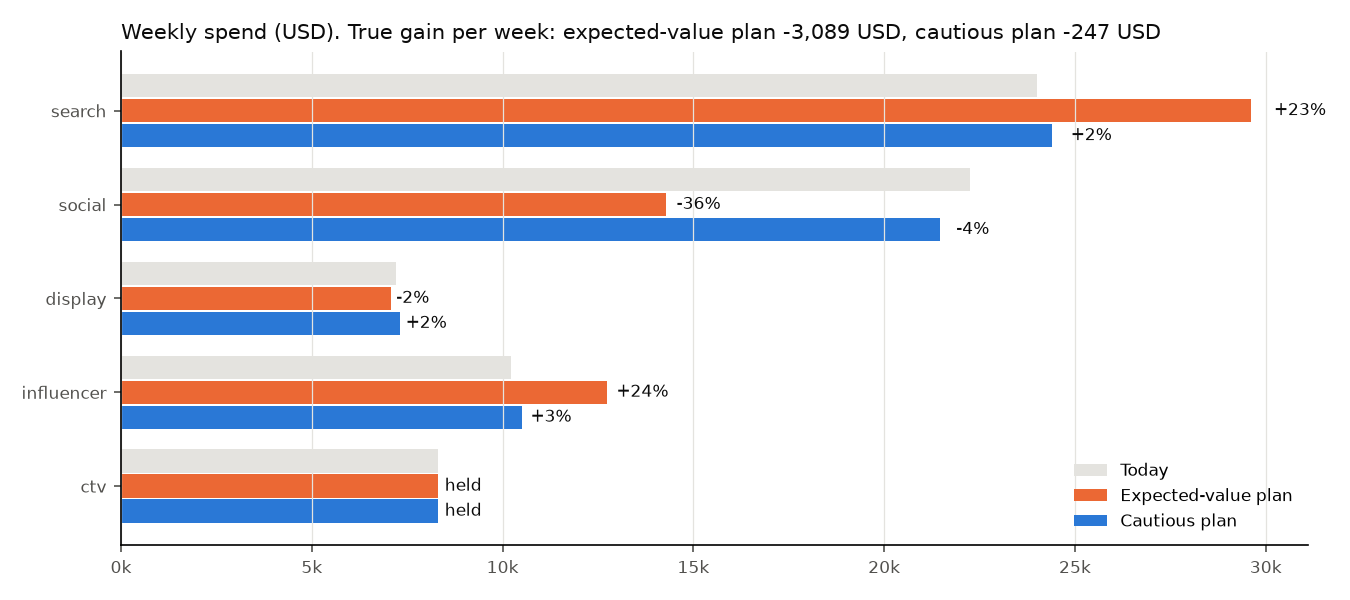 Weekly spend (USD). True gain per week: expected-value plan -3,089 USD, cautious plan -247 USD
search
+23%
+2%
social
-36%
-4%
display
-2%
+2%
influencer
+24%
+3%
ctv
held
held
Today
Expected-value plan
Cautious plan
0k 5k 10k 15k 20k 25k 30k